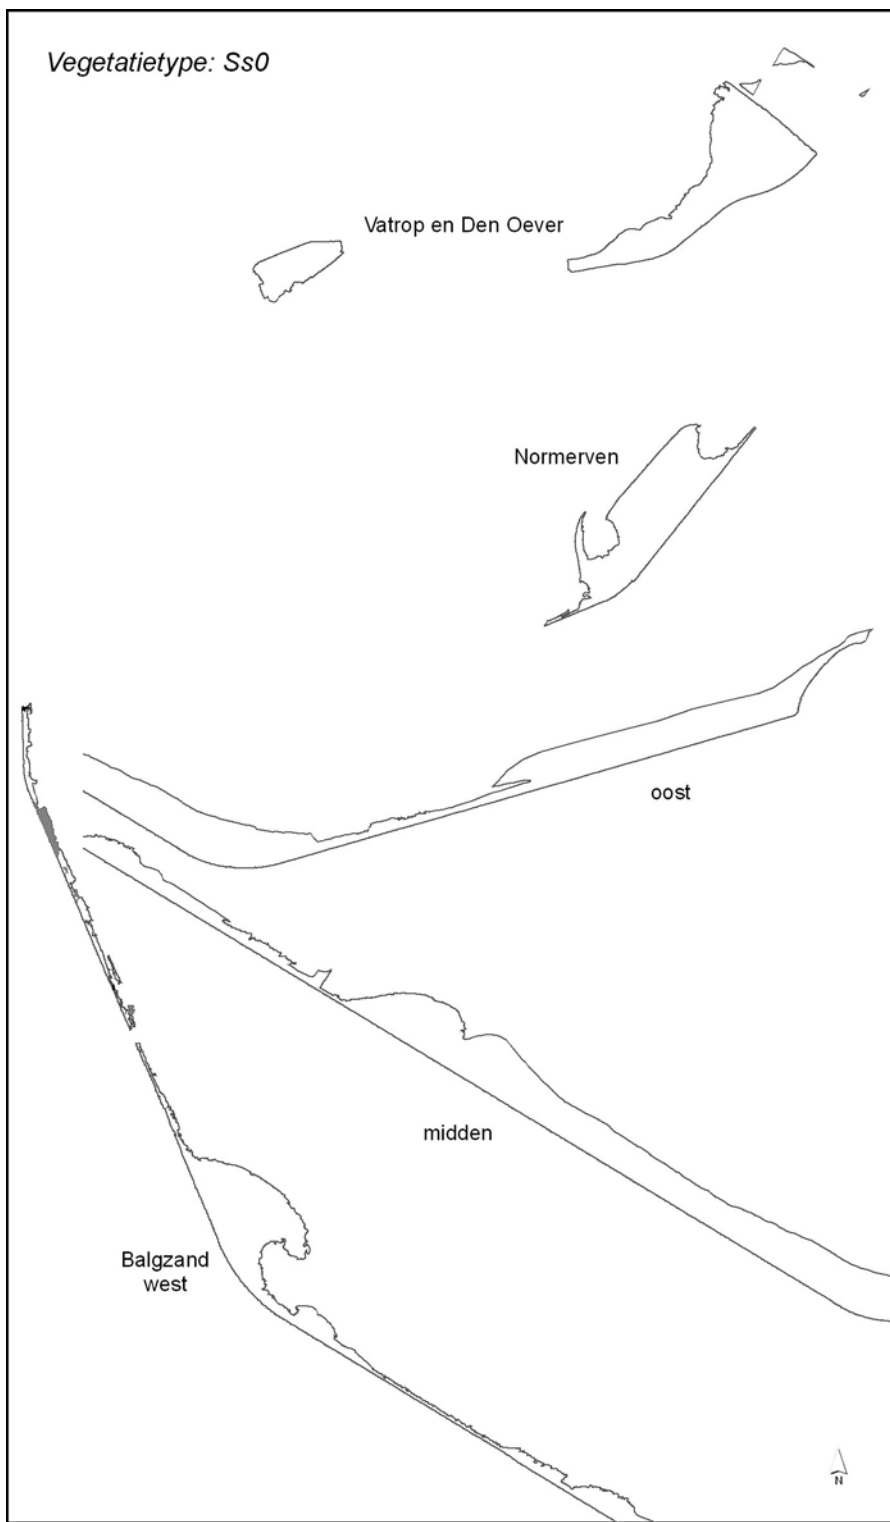 Vegetatietype: Ss0
Vatrop en Den Oever
Normerven
oost
midden
Balgzand
west
N